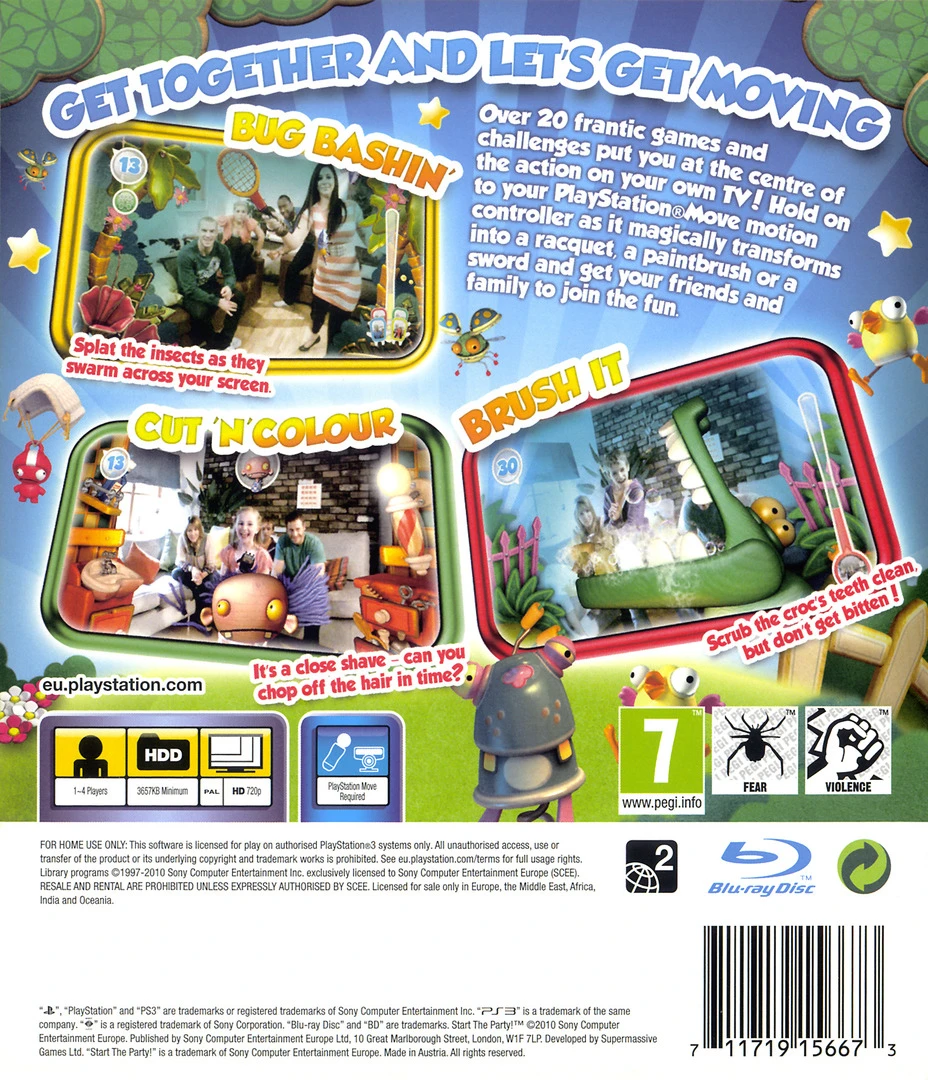 GET TOGETHER AND LET'S GET MOVING
BUG BASHIN'
13
Over 20 frantic games and
challenges put you at the centre of
the action on your own TV! Hold on
to your PlayStation®Move motion
controller as it magically transforms
into a racquet, a paintbrush or a
sword and get your friends and
family to join the fun.
Splat the insects as they
swarm across your screen.
CUT 'N' COLOUR
13
BRUSH IT
30
Scrub the croc's teeth clean,
but don't get bitten!
It's a close shave – can you
chop off the hair in time?
eu.playstation.com
1~4 Players
HDD
3657KB Minimum
PAL
HD 720p
PlayStation Move
Required
7
TM
www.pegi.info
TM
FEAR
TM
VIOLENCE
FOR HOME USE ONLY: This software is licensed for play on authorised PlayStation®3 systems only. All unauthorised access, use or
transfer of the product or its underlying copyright and trademark works is prohibited. See eu.playstation.com/terms for full usage rights.
Library programs ©1997-2010 Sony Computer Entertainment Inc. exclusively licensed to Sony Computer Entertainment Europe (SCEE).
RESALE AND RENTAL ARE PROHIBITED UNLESS EXPRESSLY AUTHORISED BY SCEE. Licensed for sale only in Europe, the Middle East, Africa,
India and Oceania.
2
Blu-ray Disc
TM
" ", "PlayStation" and "PS3" are trademarks or registered trademarks of Sony Computer Entertainment Inc. "PS3" is a trademark of the same
company. " " is a registered trademark of Sony Corporation. "Blu-ray Disc" and "BD" are trademarks. Start The Party!™ ©2010 Sony Computer
Entertainment Europe. Published by Sony Computer Entertainment Europe Ltd, 10 Great Marlborough Street, London, W1F 7LP. Developed by Supermassive
Games Ltd. "Start The Party!" is a trademark of Sony Computer Entertainment Europe. Made in Austria. All rights reserved.
7 11719 15667 3